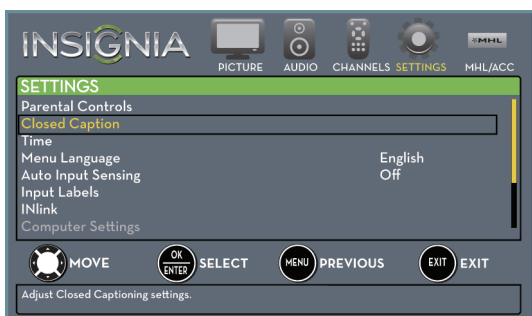 INSIGNIA
PICTURE AUDIO CHANNELS SETTINGS MHL/ACC
MHL
SETTINGS
Parental Controls
Closed Caption
Time
Menu Language English
Auto Input Sensing Off
Input Labels
INlink
Computer Settings
MOVE OK ENTER SELECT MENU PREVIOUS EXIT EXIT
Adjust Closed Captioning settings.